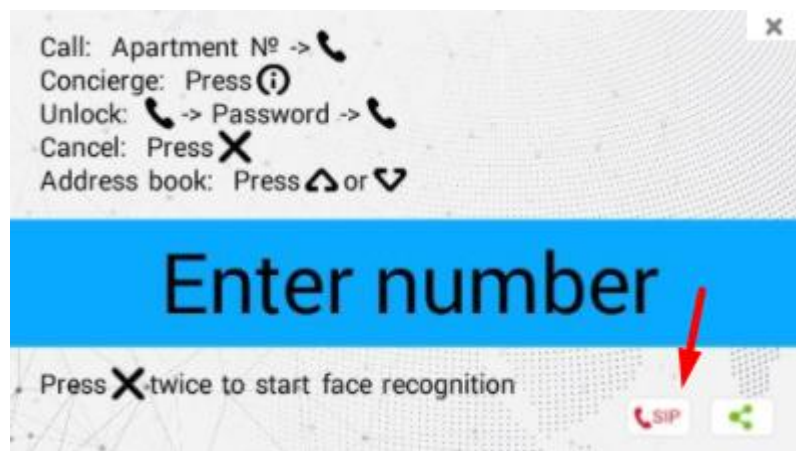 Call: Apartment Nº ->
Concierge: Press
Unlock: -> Password ->
Cancel: Press
Address book: Press or
Enter number
Press twice to start face recognition
SIP